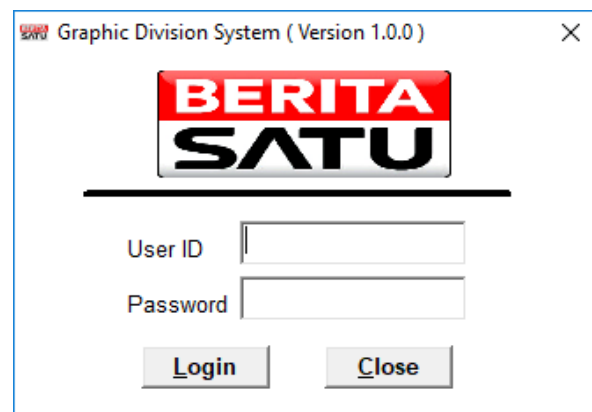 Graphic Division System ( Version 1.0.0 )
BERITA
SATU
User ID
Password
Login
Close